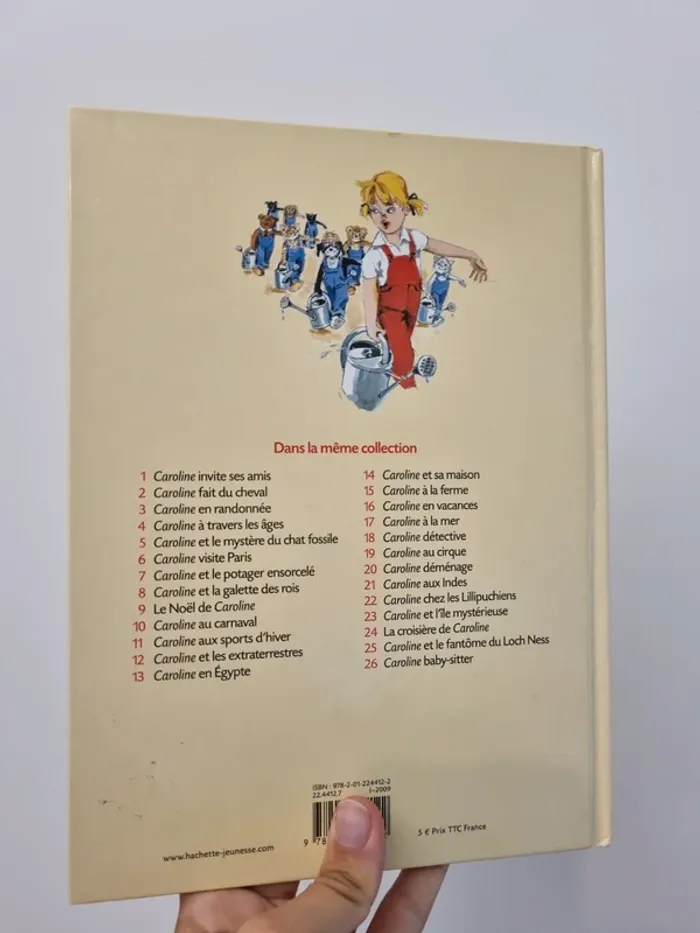 Dans la même collection
1 Caroline invite ses amis
2 Caroline fait du cheval
3 Caroline en randonnée
4 Caroline à travers les âges
5 Caroline et le mystère du chat fossile
6 Caroline visite Paris
7 Caroline et le potager ensorcelé
8 Caroline et la galette des rois
9 Le Noël de Caroline
10 Caroline au carnaval
11 Caroline aux sports d'hiver
12 Caroline et les extraterrestres
13 Caroline en Égypte
14 Caroline et sa maison
15 Caroline à la ferme
16 Caroline en vacances
17 Caroline à la mer
18 Caroline détective
19 Caroline au cirque
20 Caroline déménage
21 Caroline aux Indes
22 Caroline chez les Lillipuchiens
23 Caroline et l'île mystérieuse
24 La croisière de Caroline
25 Caroline et le fantôme du Loch Ness
26 Caroline baby-sitter
ISBN : 978-2-01-224412-2
22.4412.7 I-2009
9 78
5 € Prix TTC France
www.hachette-jeunesse.com